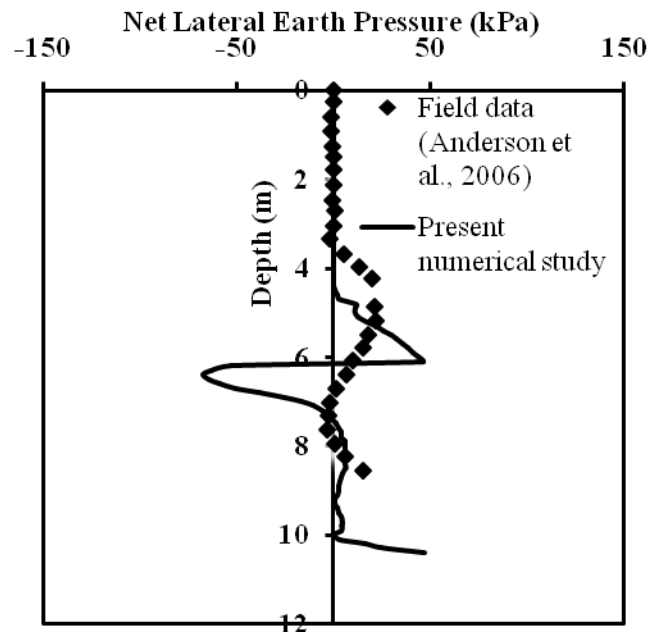 Net Lateral Earth Pressure (kPa)
-150 -50 50 150
0
Field data
(Anderson et
al., 2006)
2
Depth (m)
Present
numerical study
4
6
8
10
12